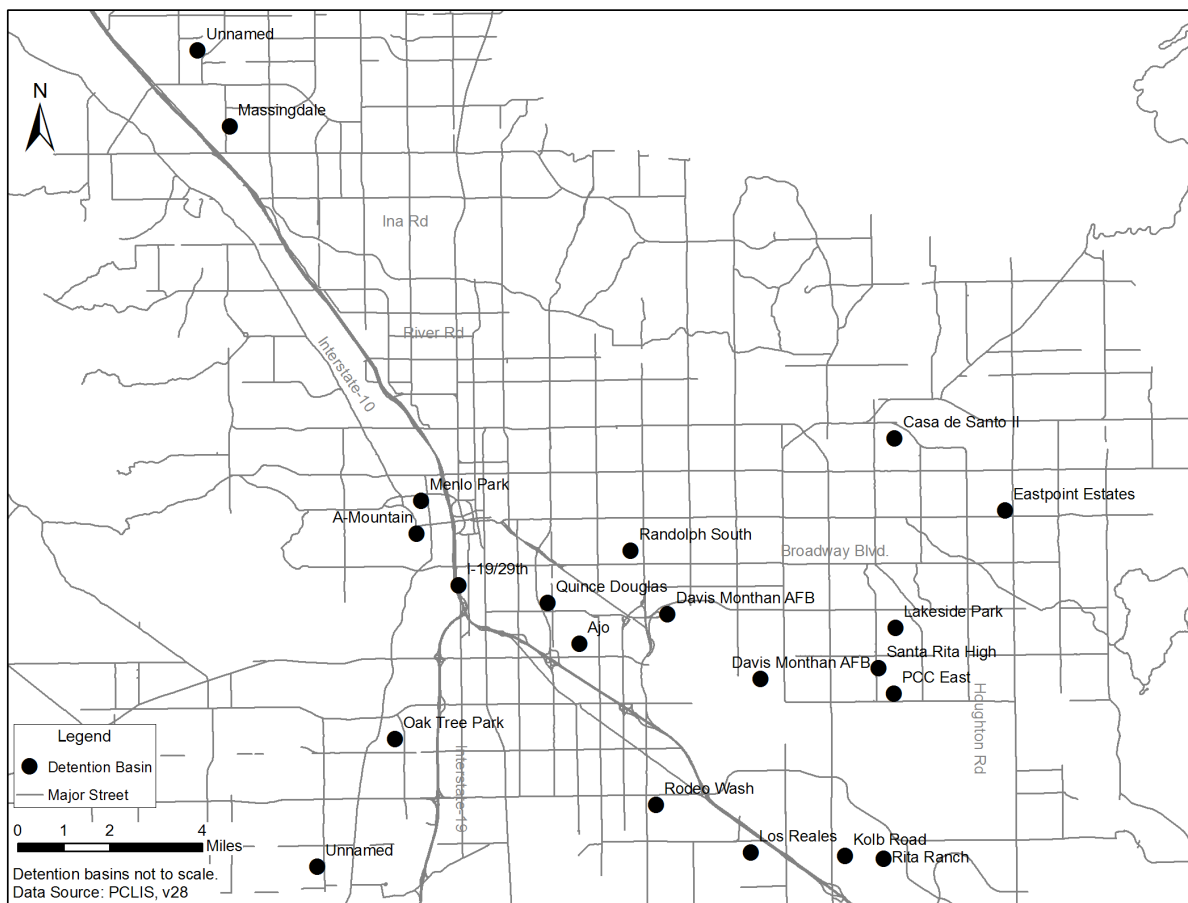 Unnamed
N
Massingdale
Ina Rd
River Rd
Interstate-10
Casa de Santo II
Menlo Park
Eastpoint Estates
A-Mountain
Randolph South
Broadway Blvd.
I-19/29th
Quince Douglas
Davis Monthan AFB
Ajo
Lakeside Park
Santa Rita High
Davis Monthan AFB
PCC East
Houghton Rd
Oak Tree Park
Interstate-19
Legend
Detention Basin
Major Street
Rodeo Wash
0 1 2 4
Miles
Los Reales
Kolb Road
Rita Ranch
Unnamed
Detention basins not to scale.
Data Source: PCLIS, v28